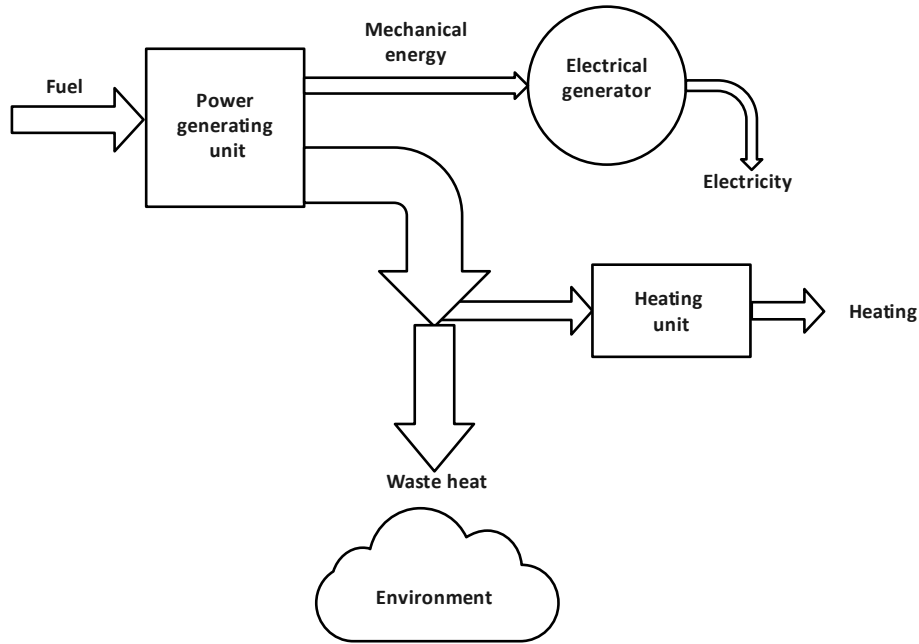 Fuel
Power
generating
unit
Mechanical
energy
Electrical
generator
Electricity
Heating
unit
Heating
Waste heat
Environment